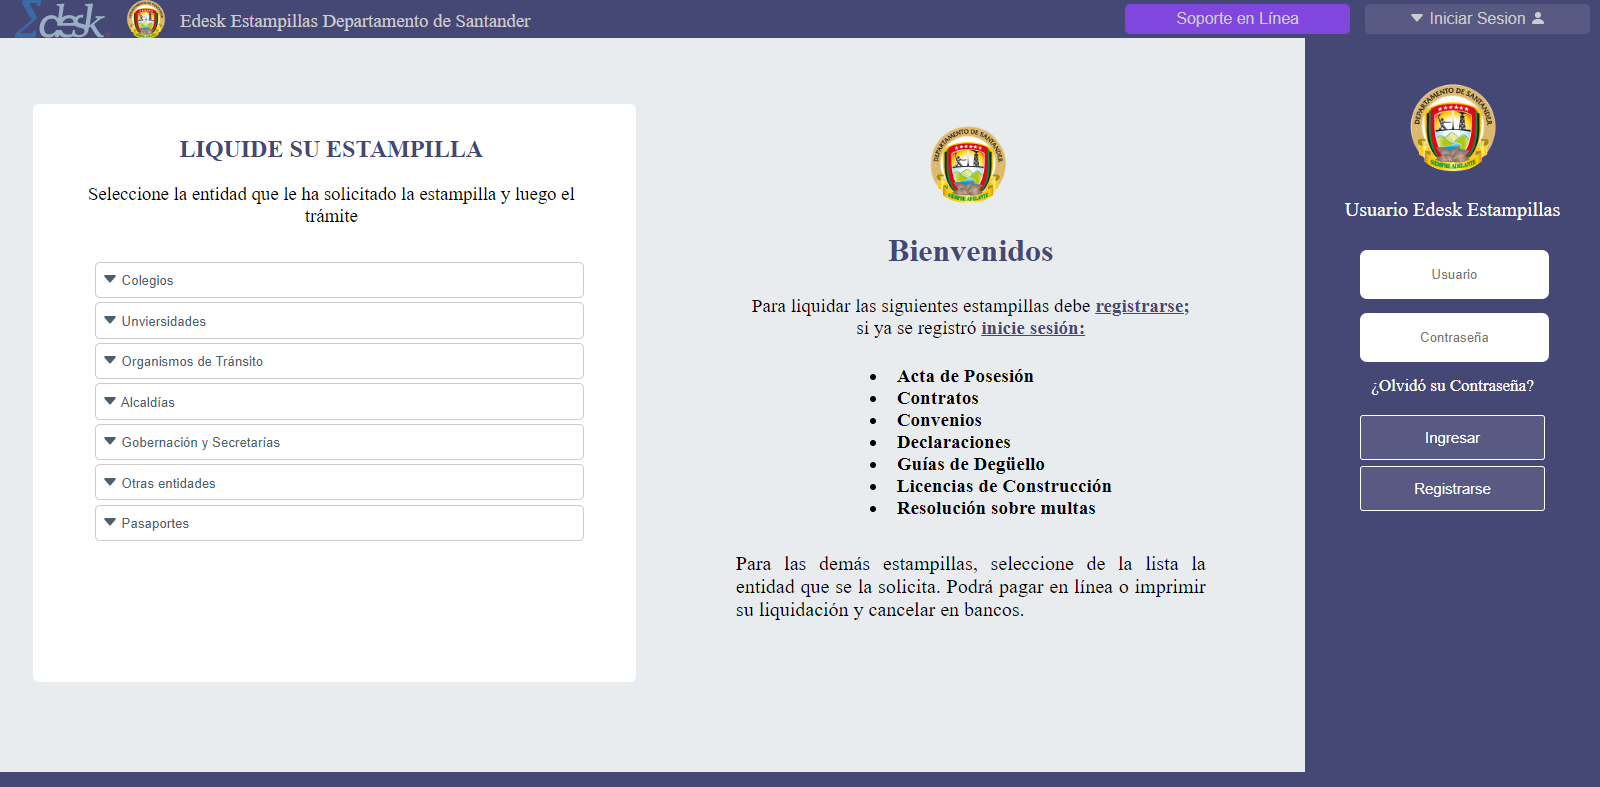 Edesk Edesk Estampillas Departamento de Santander
Soporte en Línea
Iniciar Sesion
LIQUIDE SU ESTAMPILLA
Seleccione la entidad que le ha solicitado la estampilla y luego el
trámite
Colegios
Unviersidades
Organismos de Tránsito
Alcaldías
Gobernación y Secretarías
Otras entidades
Pasaportes
DEPARTAMENTO DE SANTANDER
SIEMPRE ADELANTE
Bienvenidos
Para liquidar las siguientes estampillas debe registrarse;
si ya se registró inicie sesión:
• Acta de Posesión
• Contratos
• Convenios
• Declaraciones
• Guías de Degüello
• Licencias de Construcción
• Resolución sobre multas
Para las demás estampillas, seleccione de la lista la
entidad que se la solicita. Podrá pagar en línea o imprimir
su liquidación y cancelar en bancos.
DEPARTAMENTO DE SANTANDER
SIEMPRE ADELANTE
Usuario Edesk Estampillas
Usuario
Contraseña
¿Olvidó su Contraseña?
Ingresar
Registrarse